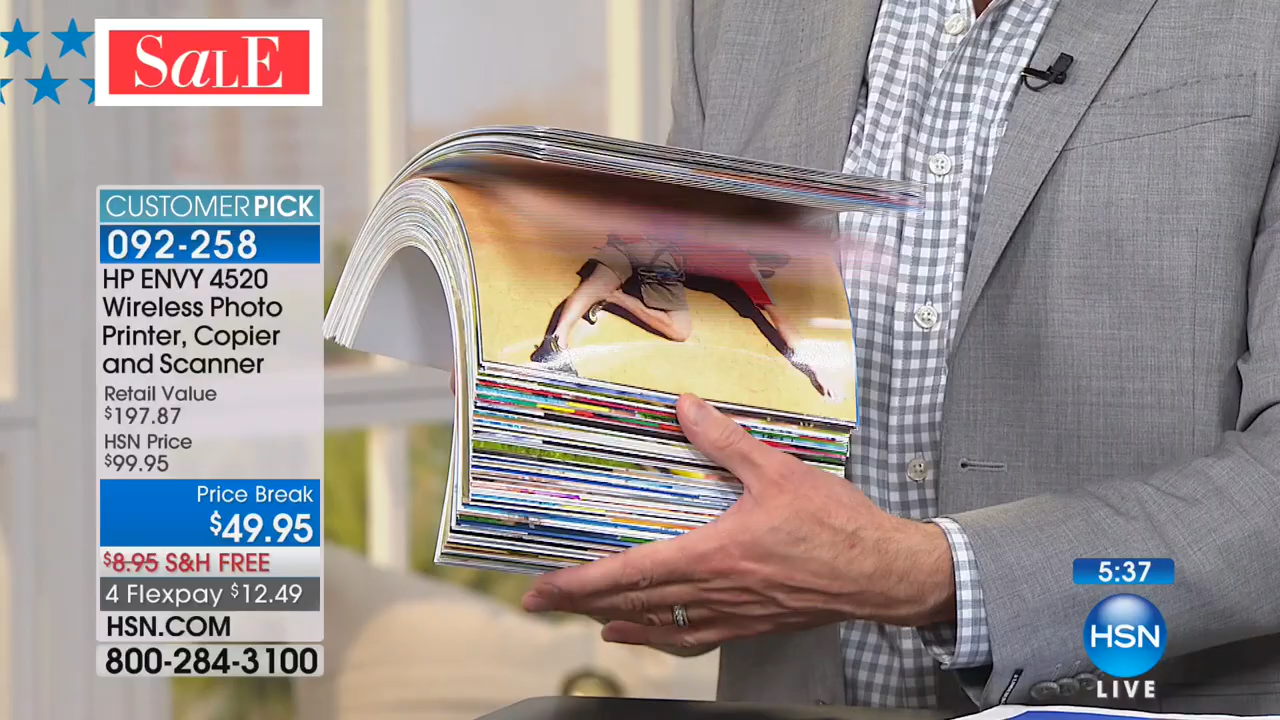 SaLE
CUSTOMER PICK
092-258
HP ENVY 4520
Wireless Photo
Printer, Copier
and Scanner
Retail Value
$197.87
HSN Price
$99.95
Price Break
$49.95
$8.95 S&H FREE
4 Flexpay $12.49
HSN.COM
800-284-3100
5:37
HSN
LIVE